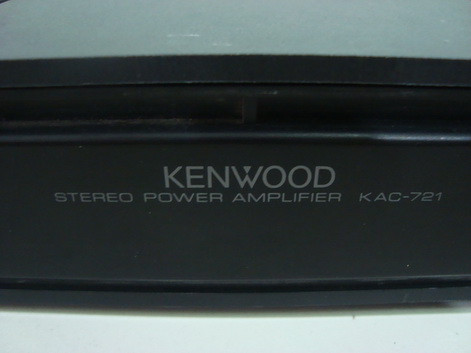 KENWOOD
STEREO POWER AMPLIFIER KAC-721